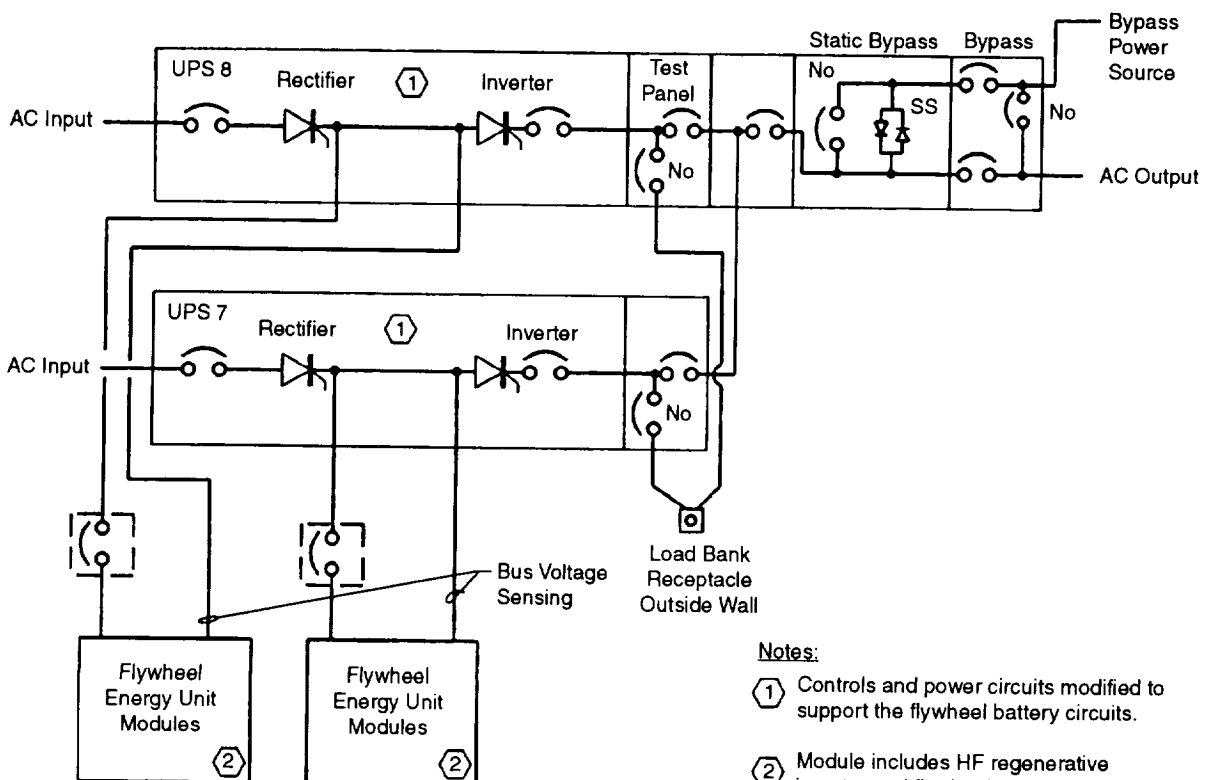 Bypass
Power
Source
Static Bypass
Bypass
UPS 8
Rectifier
1
Inverter
Test
Panel
No
SS
No
AC Input
No
AC Output
UPS 7
Rectifier
1
Inverter
AC Input
No
Bus Voltage
Sensing
Load Bank
Receptacle
Outside Wall
Flywheel
Energy Unit
Modules
2
Flywheel
Energy Unit
Modules
2
Notes:
1 Controls and power circuits modified to
support the flywheel battery circuits.
2 Module includes HF regenerative